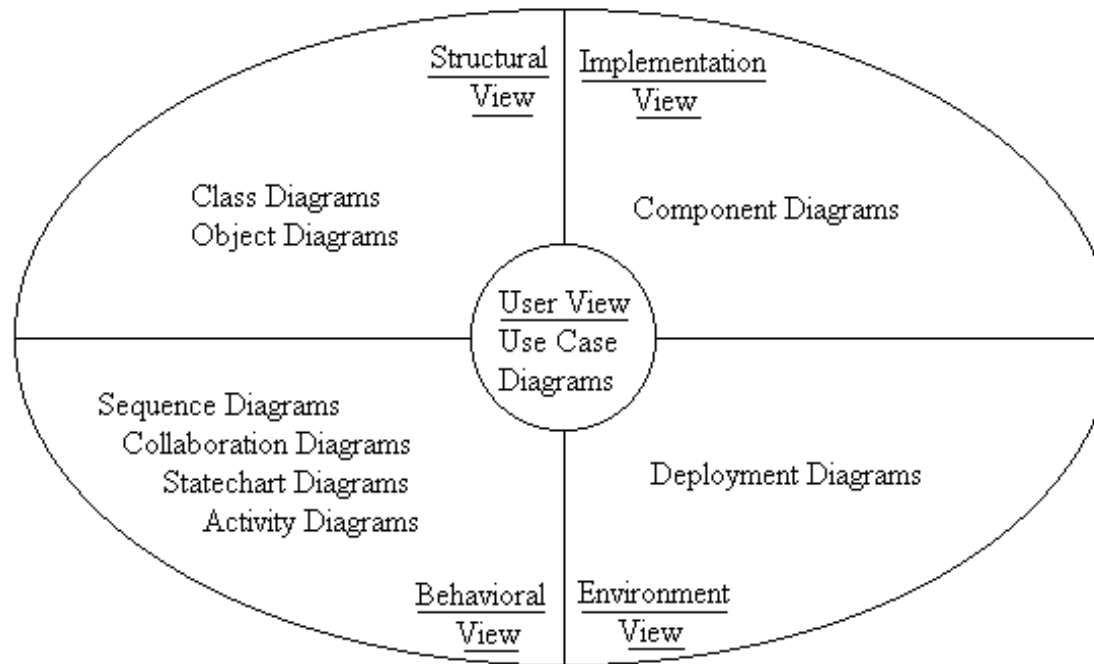 Structural
View
Implementation
View
Class Diagrams
Object Diagrams
Component Diagrams
User View
Use Case
Diagrams
Sequence Diagrams
Collaboration Diagrams
Statechart Diagrams
Activity Diagrams
Deployment Diagrams
Behavioral
View
Environment
View